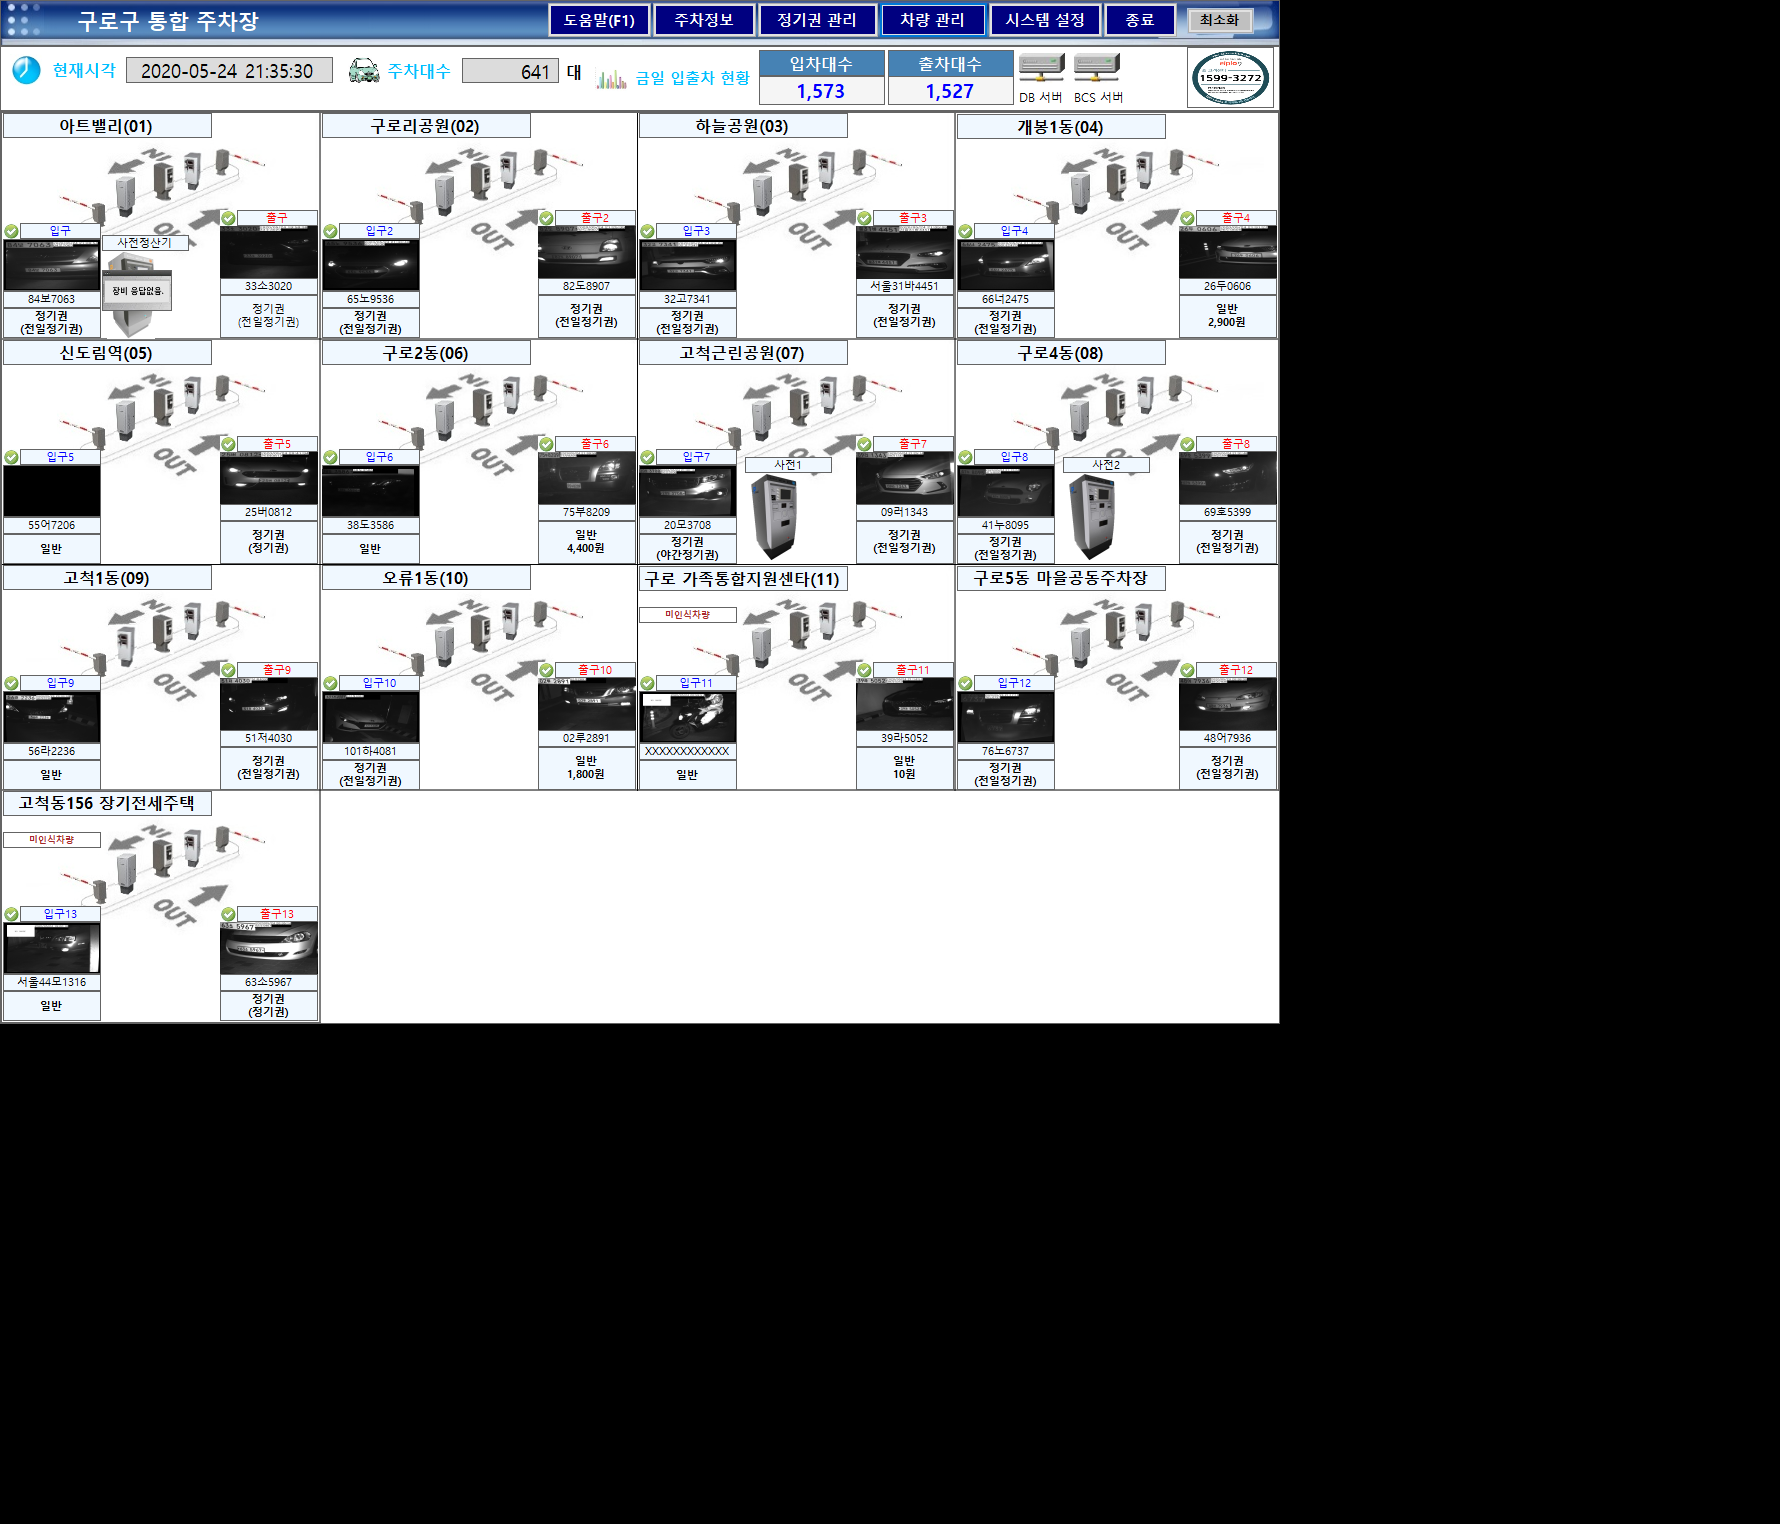 구로구 통합 주차장
도움말(F1) 주차정보 정기권 관리 차량 관리 시스템 설정 종료 최소화
현재시각 2020-05-24 21:35:30 주차대수 641 대 금일 입출차 현황
입차대수 출차대수
1,573 1,527
DB 서버 BCS 서버
1599-3272
아트밸리(01)
IN
OUT
출구
입구
사전정산기
장비 응답없음.
84보7063
33소3020
정기권
(전일정기권)
정기권
(전일정기권)
구로리공원(02)
IN
OUT
출구2
입구2
65노9536
82도8907
정기권
(전일정기권)
정기권
(전일정기권)
하늘공원(03)
IN
OUT
출구3
입구3
32고7341
서울31바4451
정기권
(전일정기권)
정기권
(전일정기권)
개봉1동(04)
IN
OUT
출구4
입구4
66너2475
26두0606
정기권
(전일정기권)
일반
2,900원
신도림역(05)
IN
OUT
출구5
입구5
55어7206
25버0812
일반
정기권
(정기권)
구로2동(06)
IN
OUT
출구6
입구6
38도3586
75부8209
일반
일반
4,400원
고척근린공원(07)
IN
OUT
출구7
입구7
사전1
20모3708
09러1343
정기권
(야간정기권)
정기권
(전일정기권)
구로4동(08)
IN
OUT
출구8
입구8
사전2
41누8095
69호5399
정기권
(전일정기권)
정기권
(전일정기권)
고척1동(09)
IN
OUT
출구9
입구9
56라2236
51저4030
일반
정기권
(전일정기권)
오류1동(10)
IN
OUT
출구10
입구10
101하4081
02루2891
정기권
(전일정기권)
일반
1,800원
구로 가족통합지원센타(11)
미인식차량
IN
OUT
출구11
입구11
XXXXXXXXXXXX
39라5052
일반
일반
10원
구로5동 마을공동주차장
IN
OUT
출구12
입구12
76노6737
48어7936
정기권
(전일정기권)
정기권
(전일정기권)
고척동156 장기전세주택
미인식차량
IN
OUT
출구13
입구13
서울44모1316
63소5967
일반
정기권
(정기권)